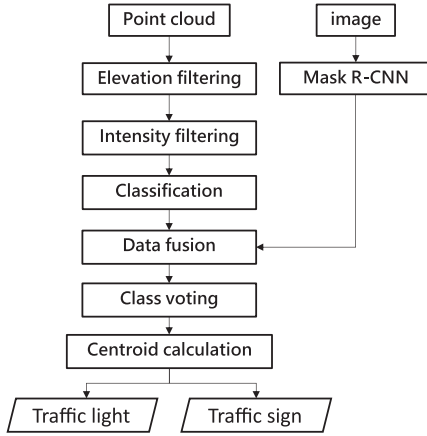 Point cloud
image
Elevation filtering
Mask R-CNN
Intensity filtering
Classification
Data fusion
Class voting
Centroid calculation
Traffic light
Traffic sign